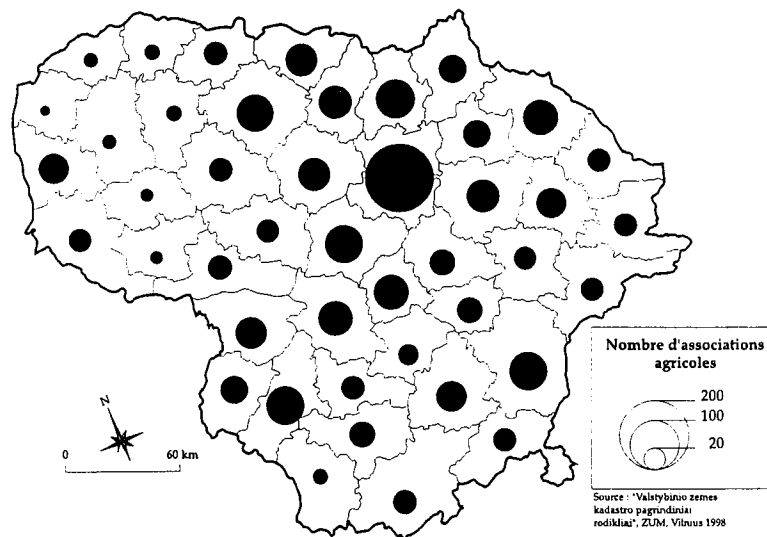 Nombre d'associations
agricoles
200
100
20
N
0 60 km
Source : "Valstybinio zemes
kadastro pagrindiniai
rodikliai", ZUM, Vilnius 1998